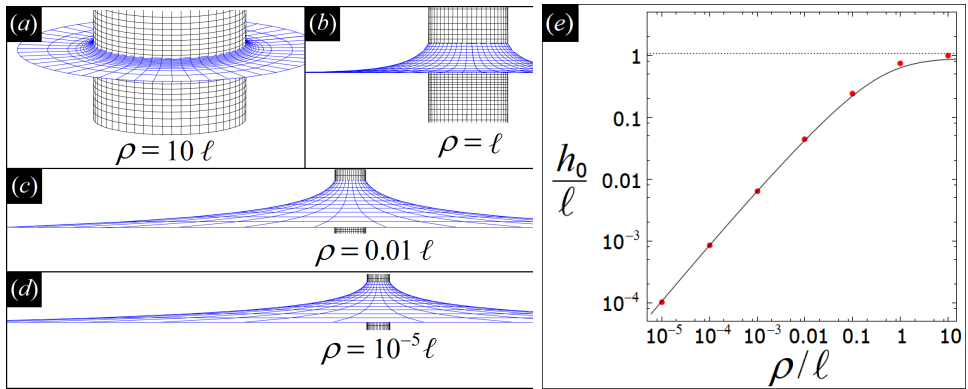 (a)
ρ = 10 ℓ
(b)
ρ = ℓ
(c)
ρ = 0.01 ℓ
(d)
ρ = 10⁻⁵ ℓ
(e)
1
0.1
0.01
10⁻³
10⁻⁴
h₀/ℓ
10⁻⁵ 10⁻⁴ 10⁻³ 0.01 0.1 1 10
ρ/ℓ